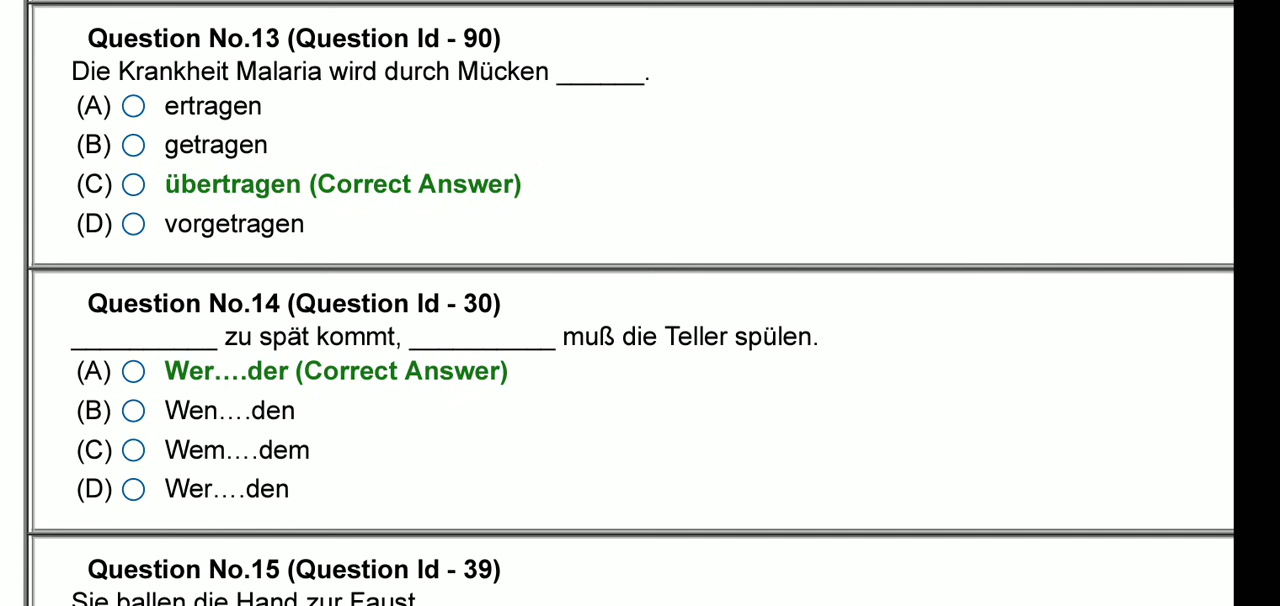 Question No.13 (Question Id - 90)
Die Krankheit Malaria wird durch Mücken ______.
(A) ertragen
(B) getragen
(C) übertragen (Correct Answer)
(D) vorgetragen
Question No.14 (Question Id - 30)
__________ zu spät kommt, __________ muß die Teller spülen.
(A) Wer....der (Correct Answer)
(B) Wen....den
(C) Wem....dem
(D) Wer....den
Question No.15 (Question Id - 39)
Sie ballen die Hand zur Faust